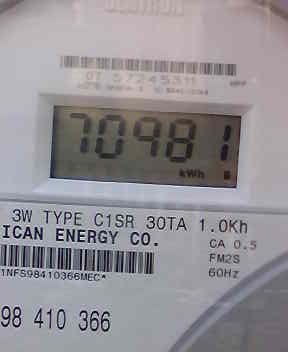 OT 57245311
70981
kWh
3W TYPE C1SR 30TA 1.0Kh
ICAN ENERGY CO. CA 0.5
FM2S
1NFS98410366MEC* 60Hz
98 410 366